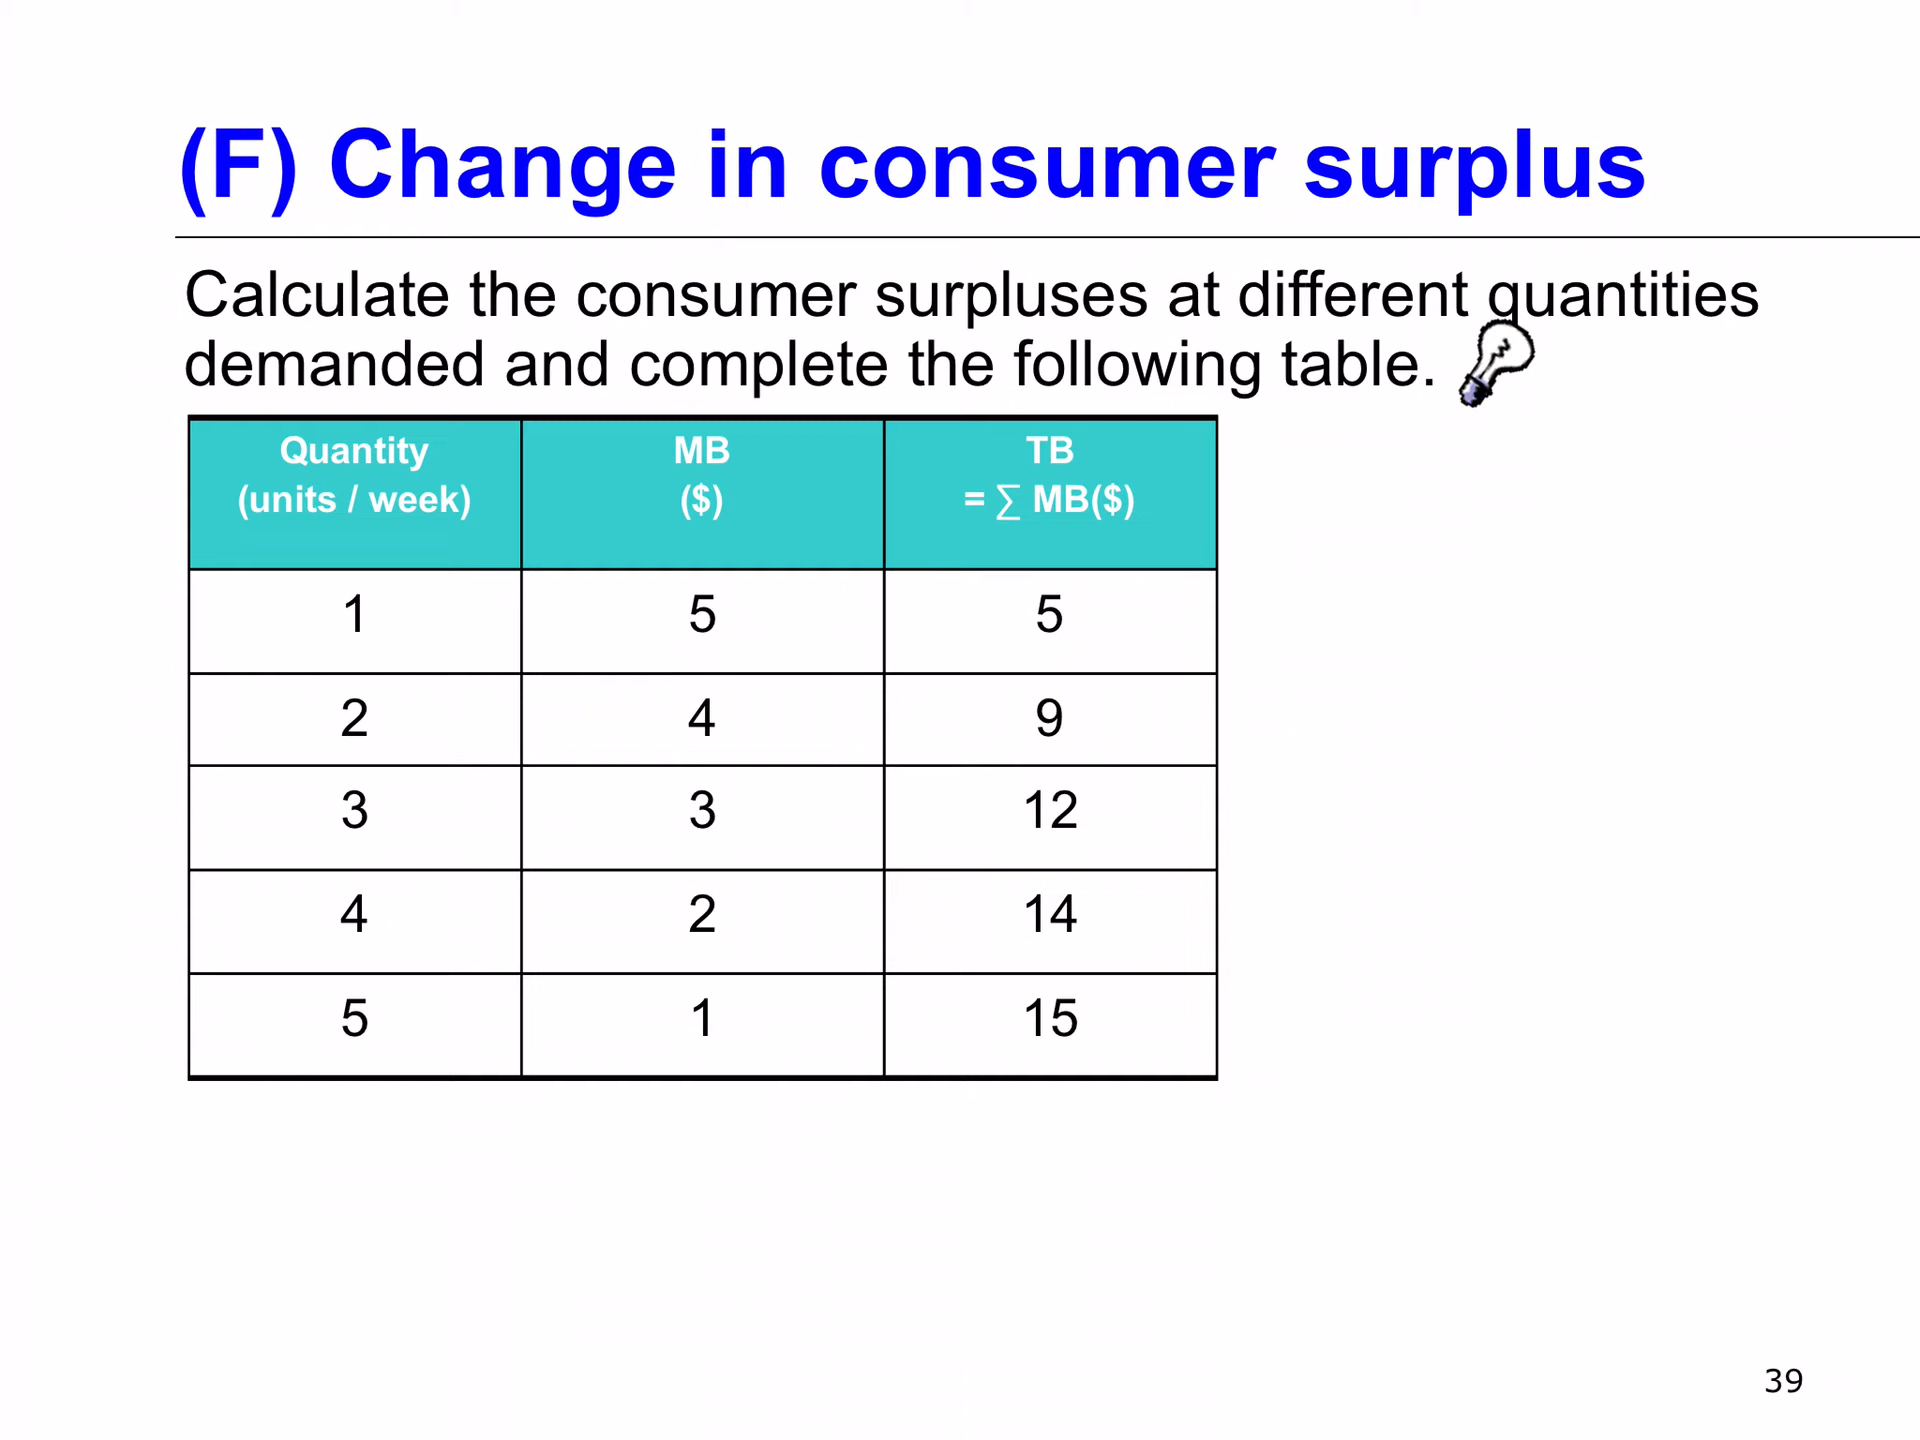 (F) Change in consumer surplus
Calculate the consumer surpluses at different quantities
demanded and complete the following table.
Quantity
(units / week)
MB
($)
TB
= ∑ MB($)
1
5
5
2
4
9
3
3
12
4
2
14
5
1
15
39